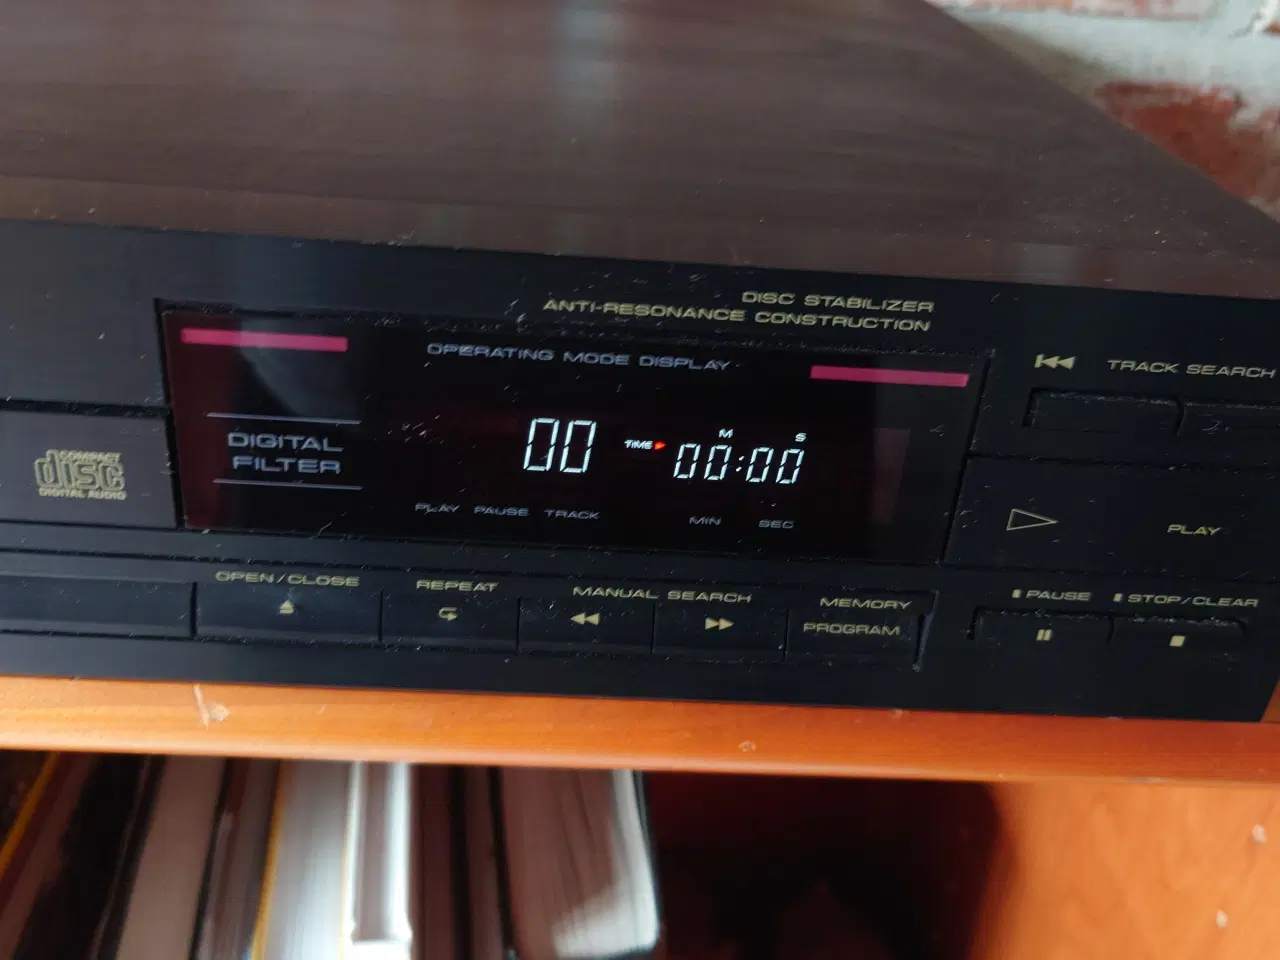 DISC STABILIZER
ANTI-RESONANCE CONSTRUCTION
OPERATING MODE DISPLAY
TRACK SEARCH
DIGITAL
FILTER
COMPACT
disc
DIGITAL AUDIO
00 TIME M S 00:00
PLAY PAUSE TRACK MIN SEC
PLAY
OPEN/CLOSE REPEAT MANUAL SEARCH MEMORY
PROGRAM
PAUSE STOP/CLEAR